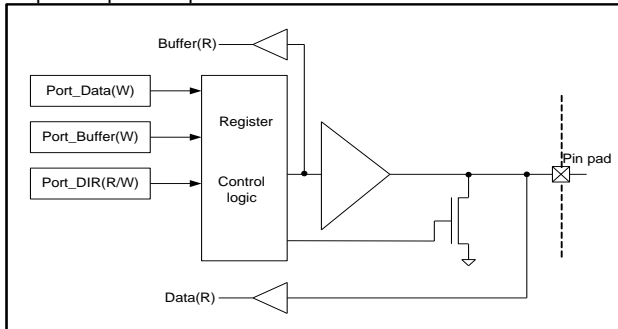 Buffer(R)
Port_Data(W)
Port_Buffer(W)
Port_DIR(R/W)
Register
Control
logic
Pin pad
Data(R)